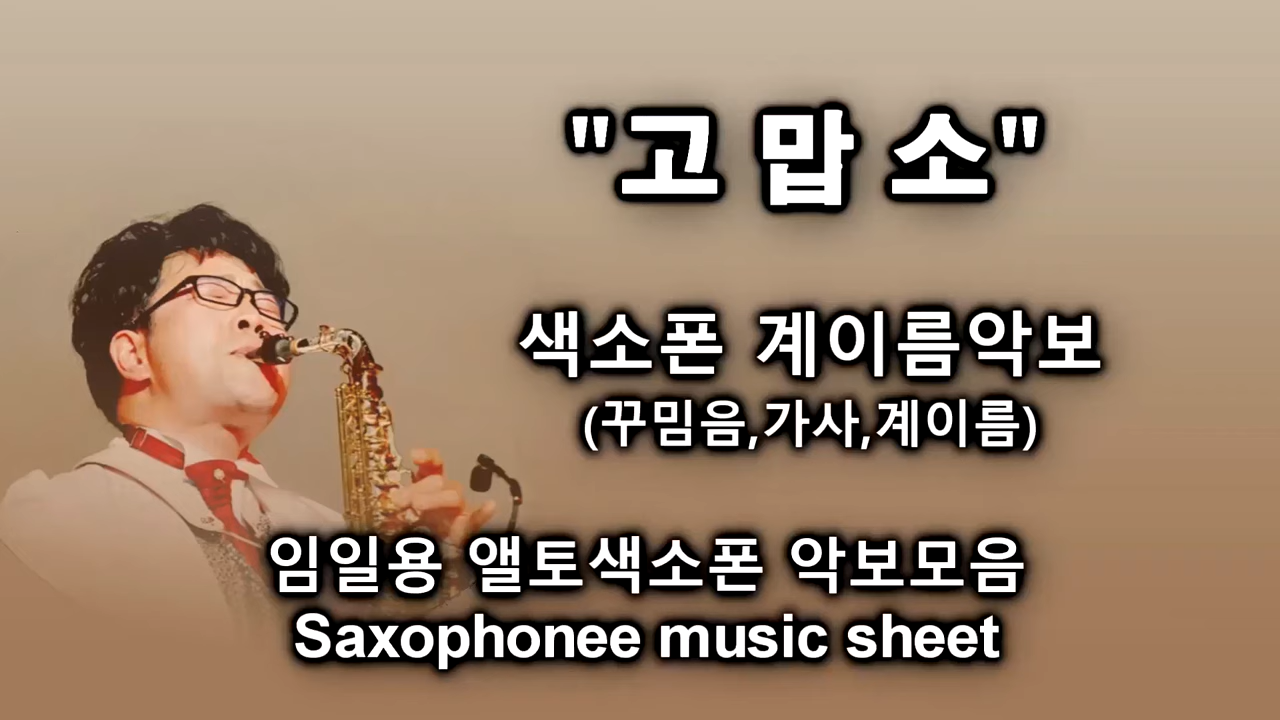 "고 맙 소"
색소폰 계이름악보
(꾸밈음,가사,계이름)
임일용 앨토색소폰 악보모음
Saxophonee music sheet